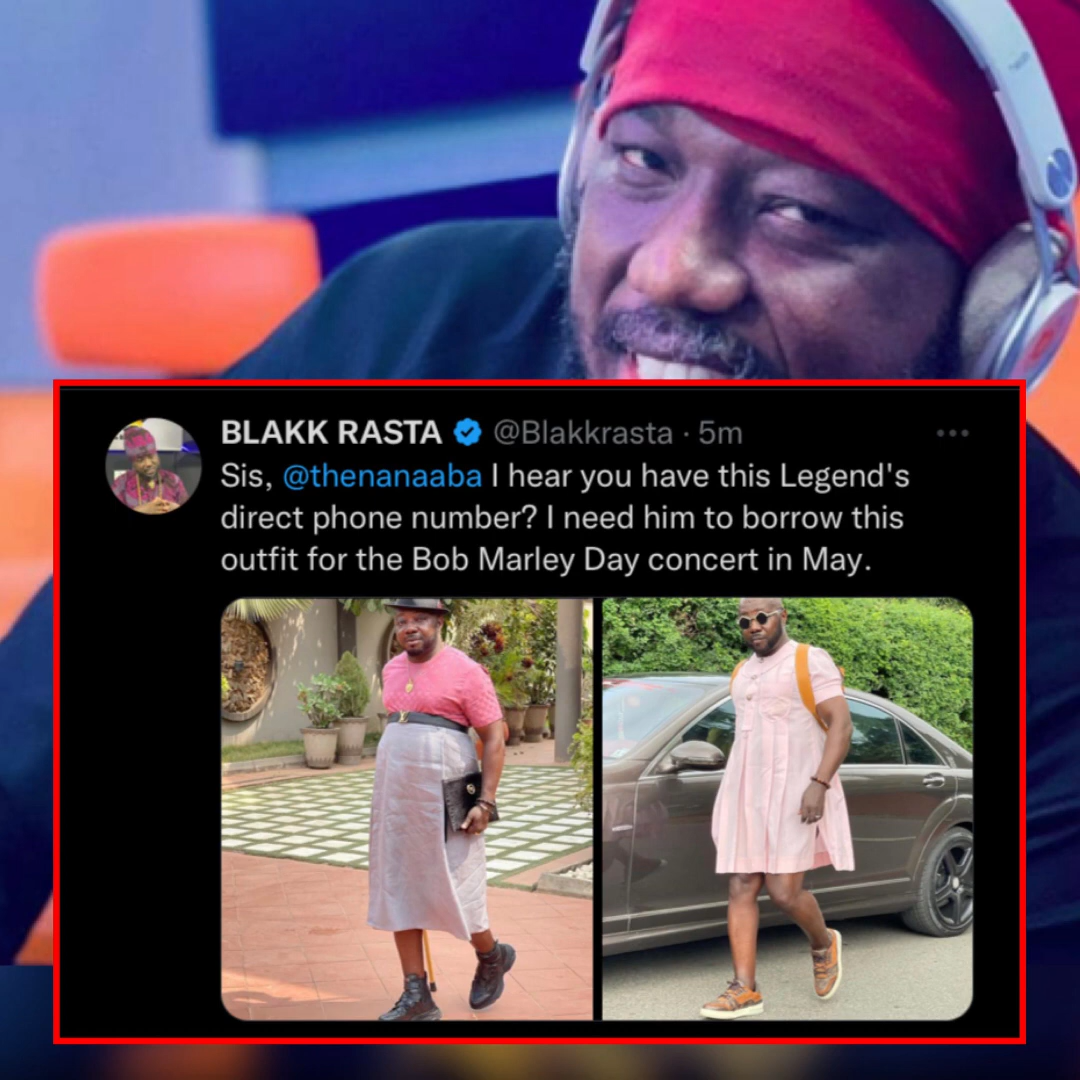 BLAKK RASTA @Blakkrasta · 5m
Sis, @thenanaaba I hear you have this Legend's
direct phone number? I need him to borrow this
outfit for the Bob Marley Day concert in May.